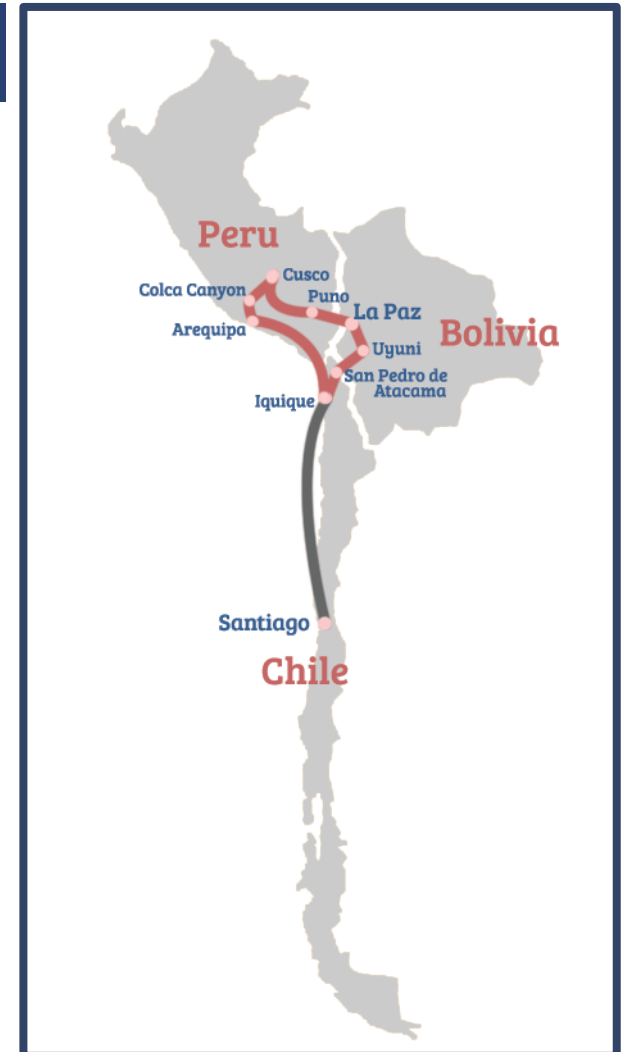 Peru
Cusco
Colca Canyon
Puno
La Paz
Arequipa
Bolivia
Uyuni
San Pedro de
Atacama
Iquique
Santiago
Chile